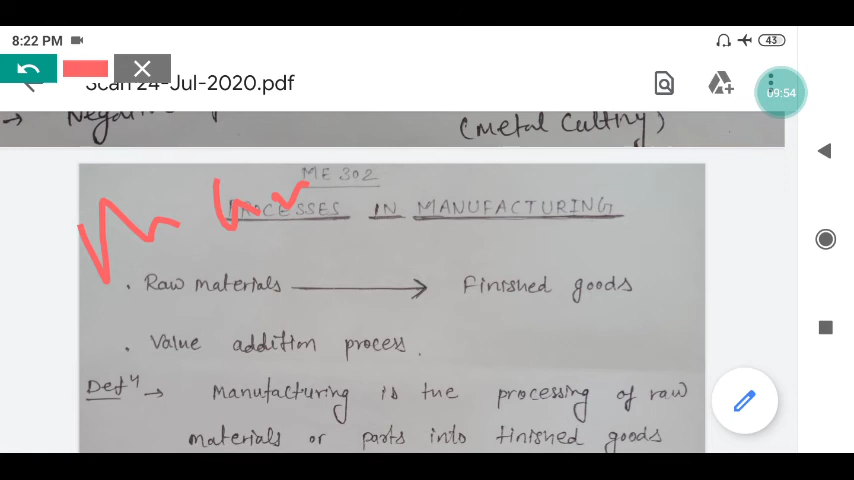 8:22 PM
43
Scan 24-Jul-2020.pdf
09:54
(Metal Cutting)
ME 302
PROCESSES IN MANUFACTURING
. Raw materials → Finished goods
. Value addition process.
Defn → Manufacturing is the processing of raw
materials or parts into finished goods